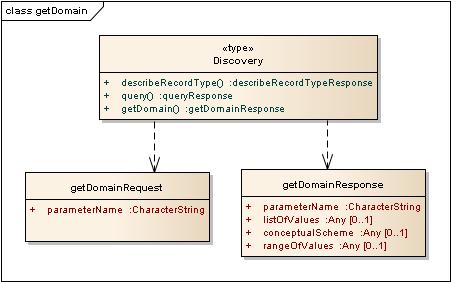 class getDomain
«type»
Discovery
+ describeRecordType() :describeRecordTypeResponse
+ query() :queryResponse
+ getDomain() :getDomainResponse
getDomainRequest
+ parameterName :CharacterString
getDomainResponse
+ parameterName :CharacterString
+ listOfValues :Any [0..1]
+ conceptualScheme :Any [0..1]
+ rangeOfValues :Any [0..1]